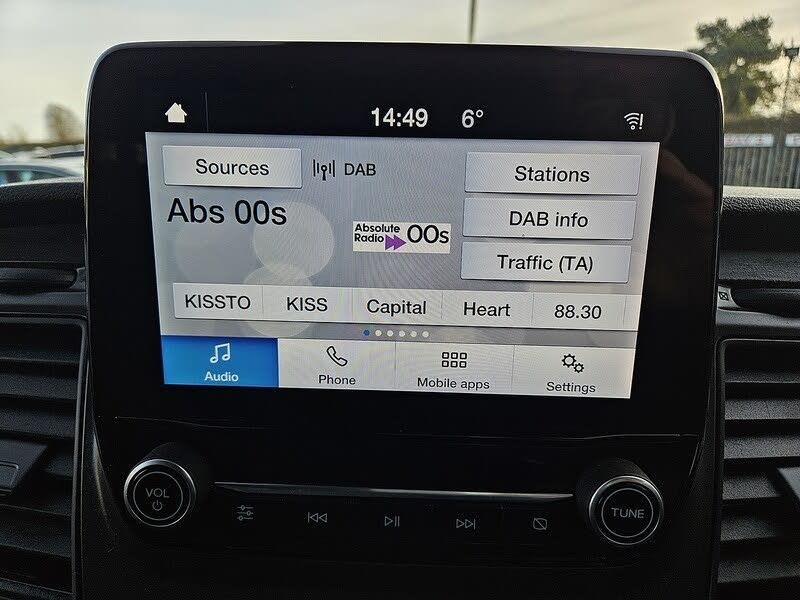 14:49 6°
Sources DAB Stations
Abs 00s
Absolute
Radio 00s
DAB info
Traffic (TA)
KISSTO KISS Capital Heart 88.30
Audio Phone Mobile apps Settings
VOL TUNE